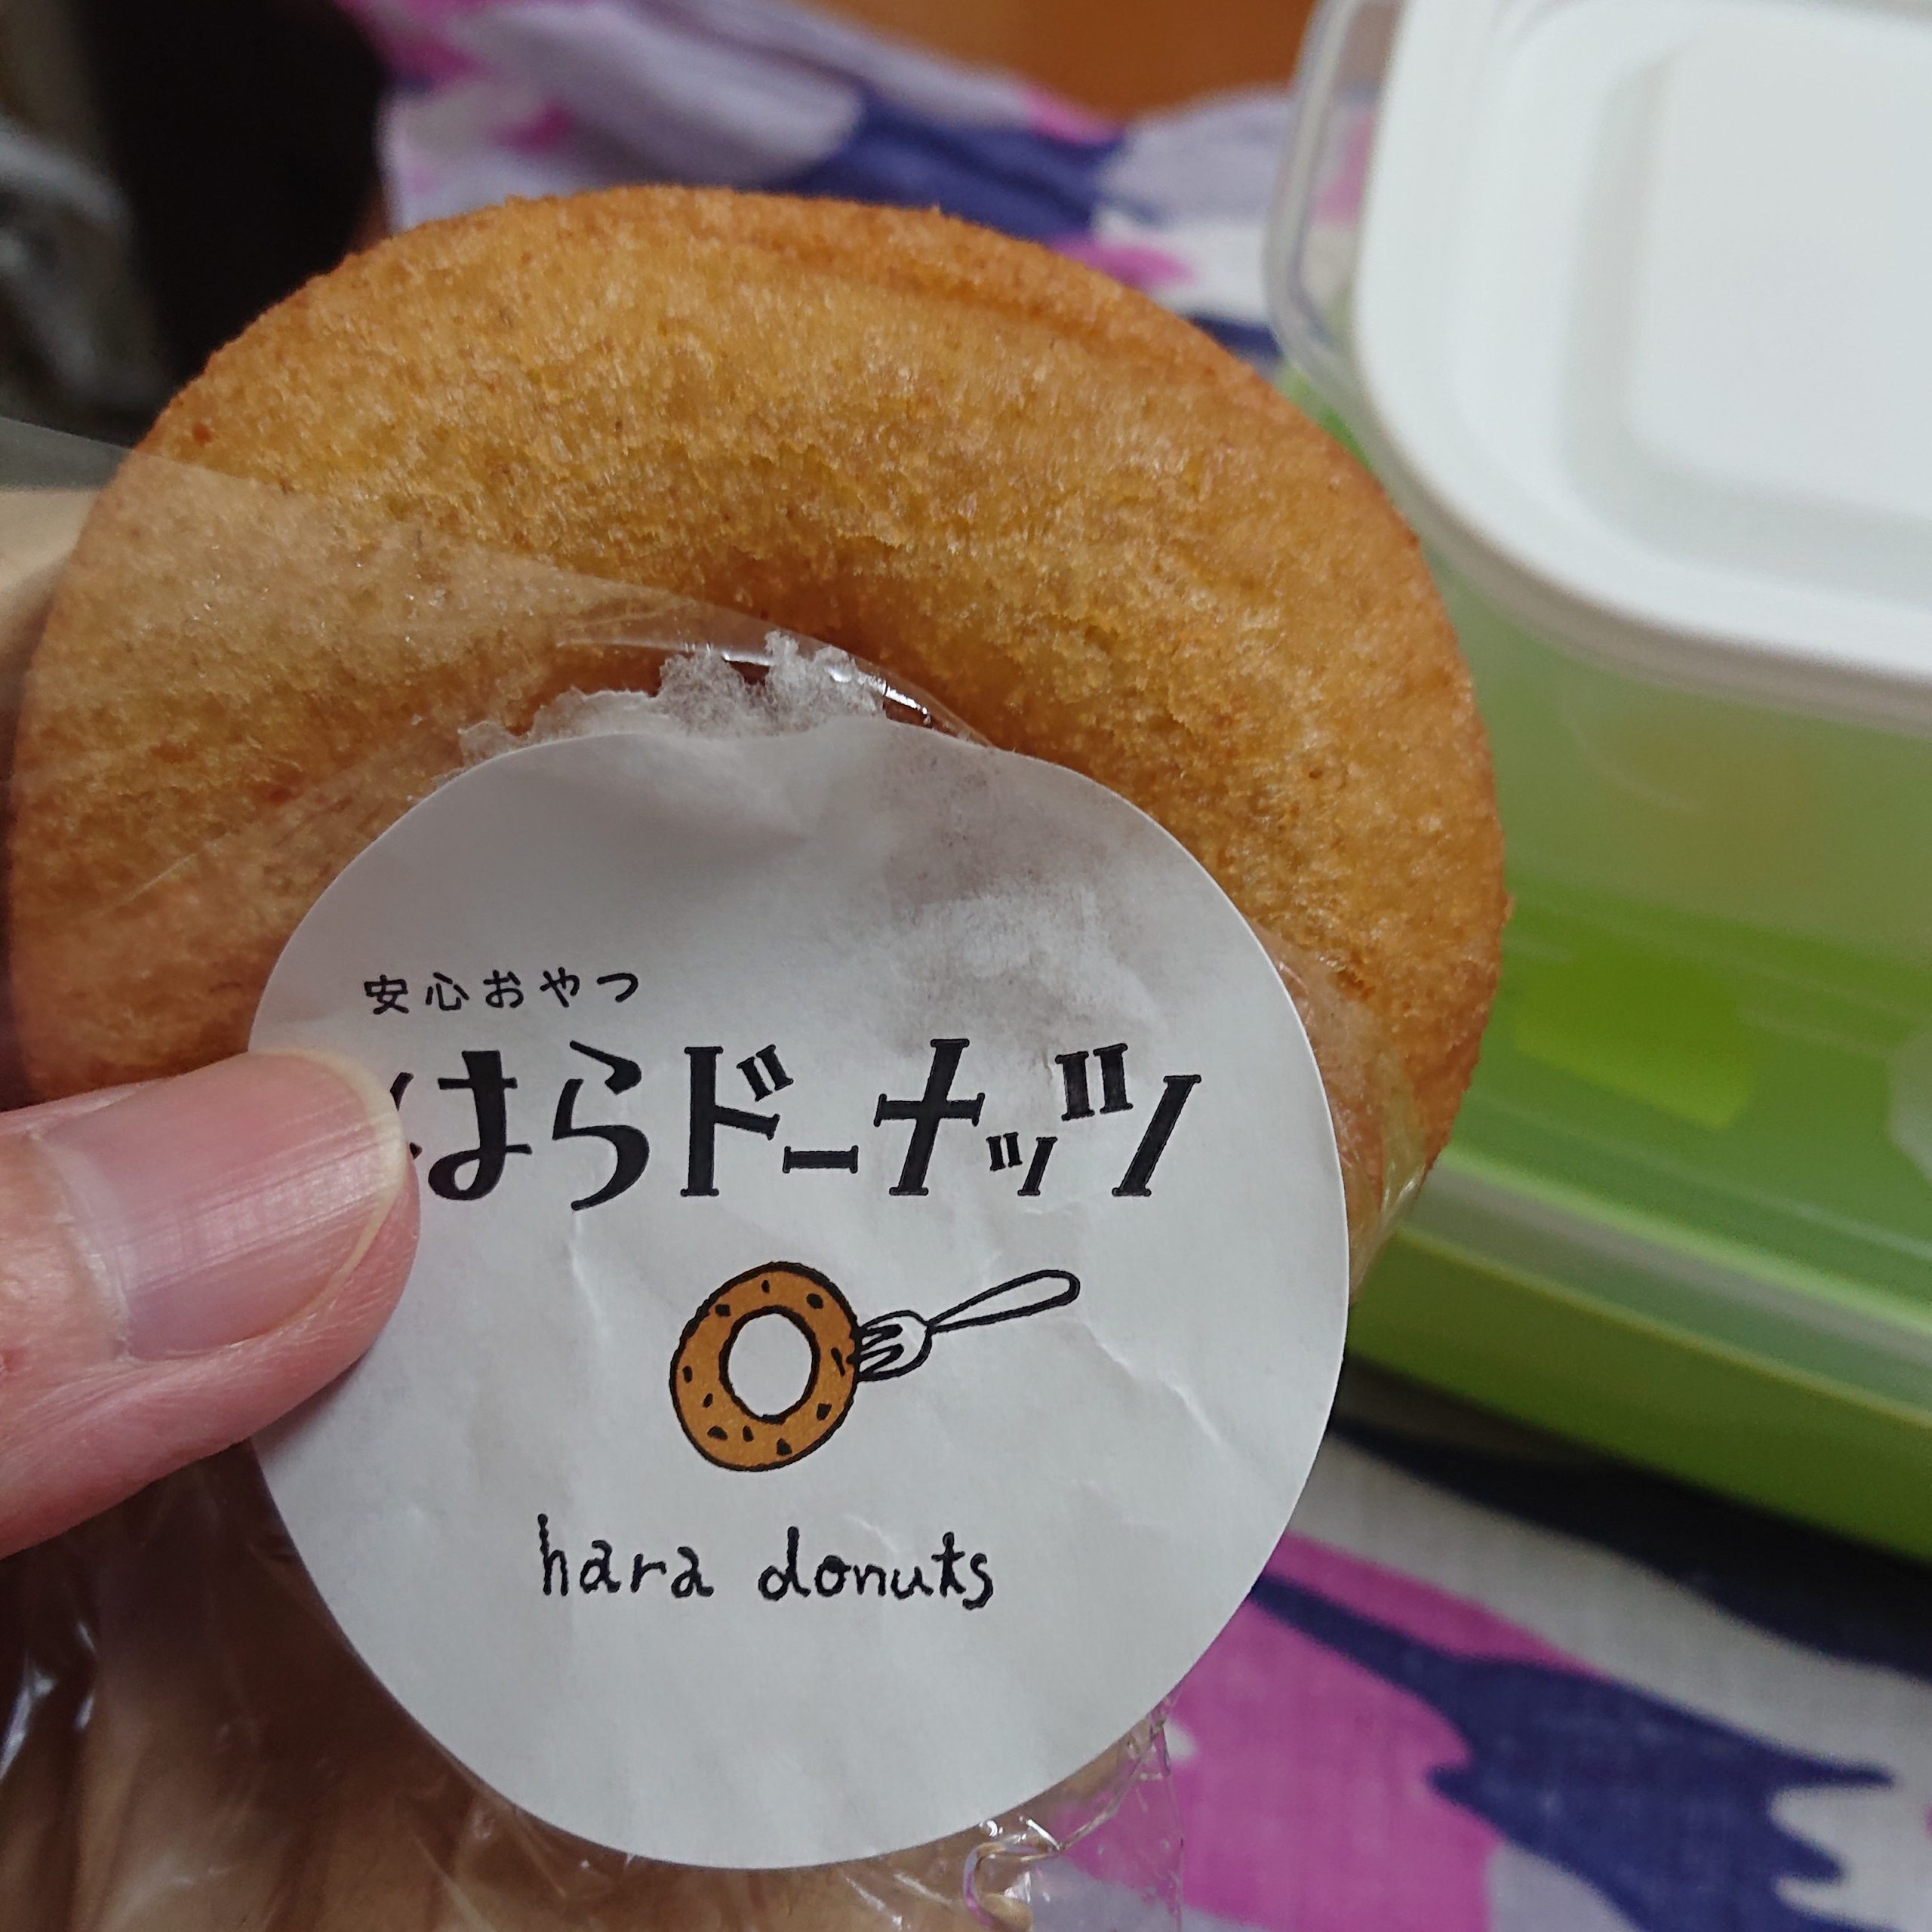 安心おやつ
はらドーナッツ
hara donuts